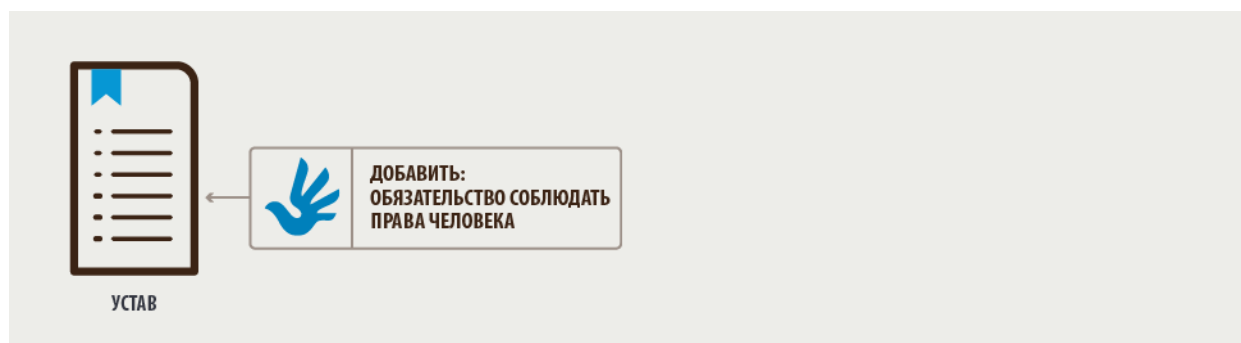 ДОБАВИТЬ:
ОБЯЗАТЕЛЬСТВО СОБЛЮДАТЬ
ПРАВА ЧЕЛОВЕКА
УСТАВ